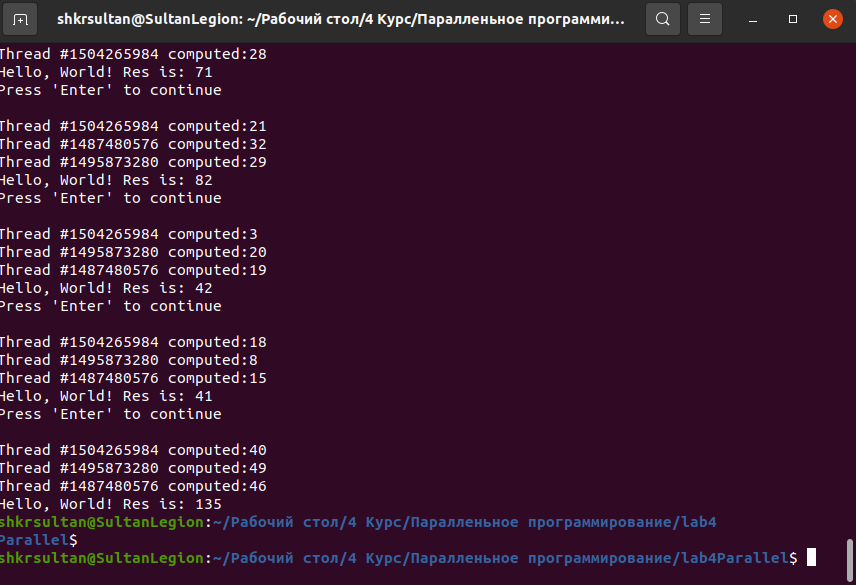 shkrsultan@SultanLegion: ~/Рабочий стол/4 Курс/Паралленьное программи...
Thread #1504265984 computed:28
Hello, World! Res is: 71
Press 'Enter' to continue
Thread #1504265984 computed:21
Thread #1487480576 computed:32
Thread #1495873280 computed:29
Hello, World! Res is: 82
Press 'Enter' to continue
Thread #1504265984 computed:3
Thread #1495873280 computed:20
Thread #1487480576 computed:19
Hello, World! Res is: 42
Press 'Enter' to continue
Thread #1504265984 computed:18
Thread #1495873280 computed:8
Thread #1487480576 computed:15
Hello, World! Res is: 41
Press 'Enter' to continue
Thread #1504265984 computed:40
Thread #1495873280 computed:49
Thread #1487480576 computed:46
Hello, World! Res is: 135
shkrsultan@SultanLegion:~/Рабочий стол/4 Курс/Паралленьное программирование/lab4
Parallel$
shkrsultan@SultanLegion:~/Рабочий стол/4 Курс/Паралленьное программирование/lab4Parallel$